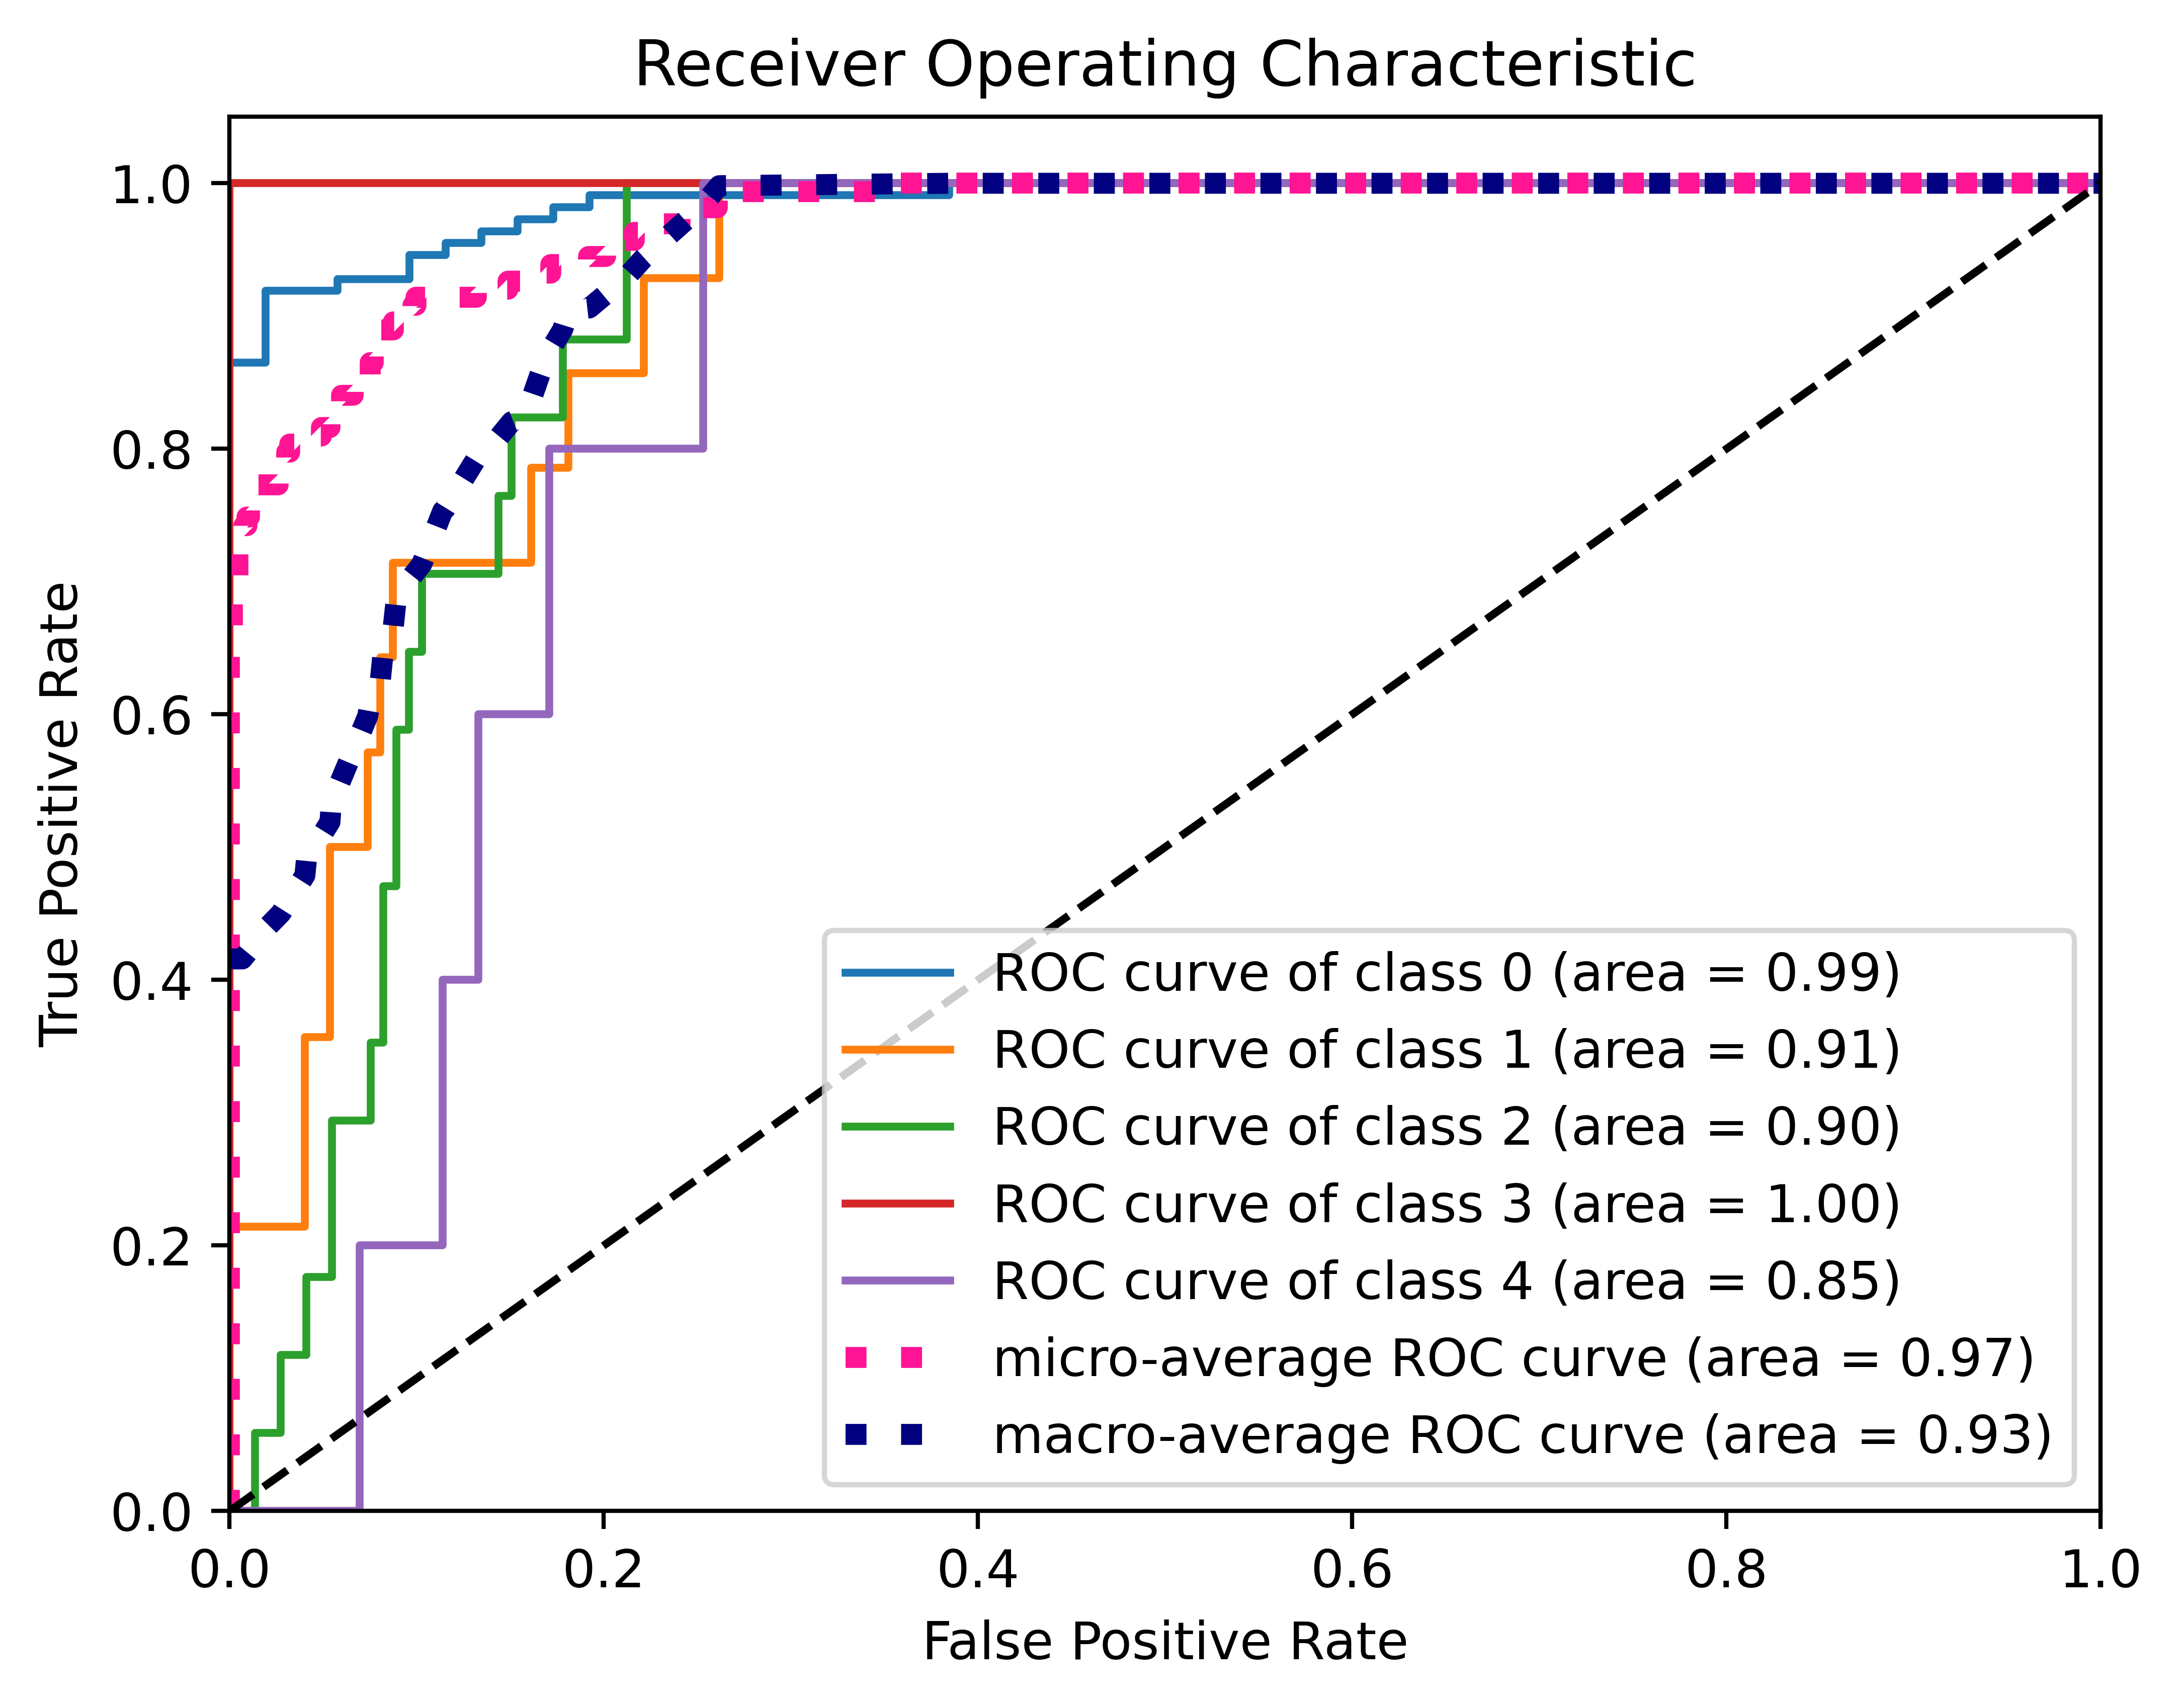 Receiver Operating Characteristic
True Positive Rate
1.0
0.8
0.6
0.4
0.2
0.0
ROC curve of class 0 (area = 0.99)
ROC curve of class 1 (area = 0.91)
ROC curve of class 2 (area = 0.90)
ROC curve of class 3 (area = 1.00)
ROC curve of class 4 (area = 0.85)
micro-average ROC curve (area = 0.97)
macro-average ROC curve (area = 0.93)
0.0 0.2 0.4 0.6 0.8 1.0
False Positive Rate